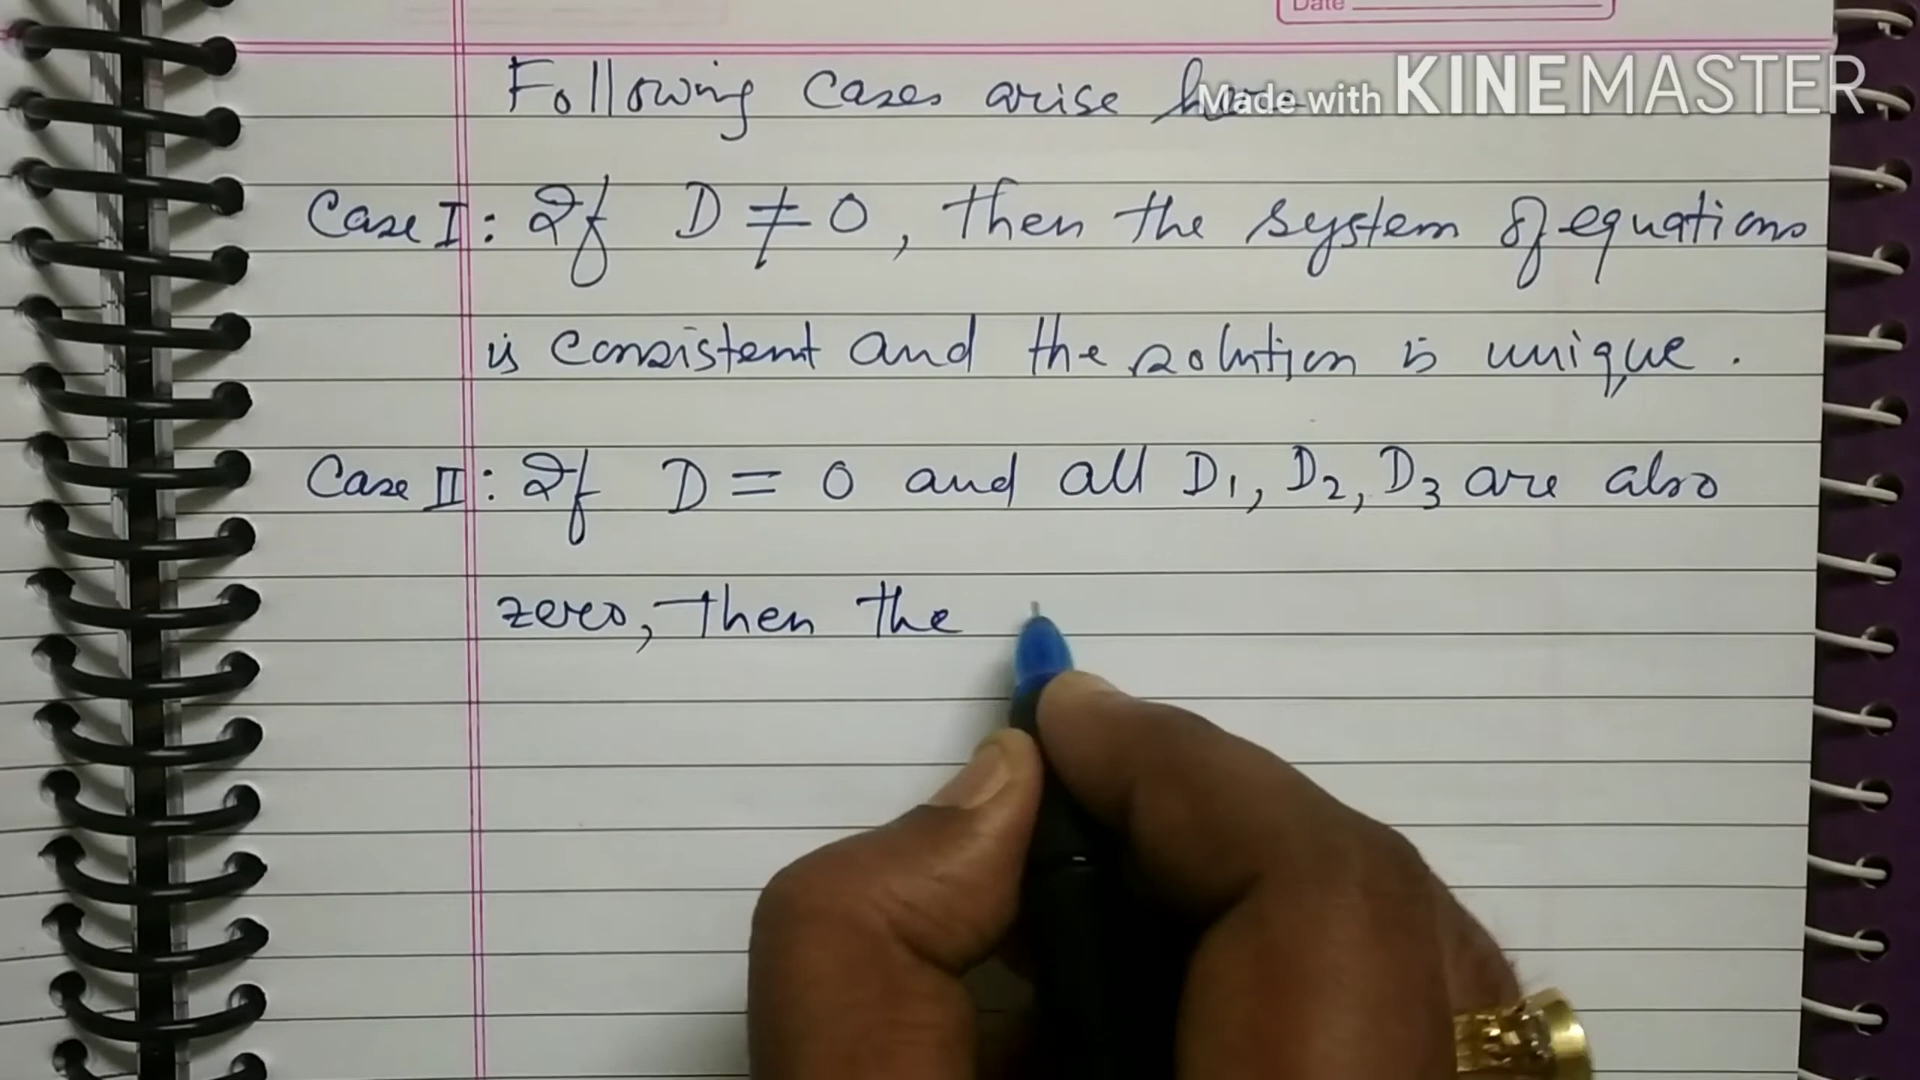 Date
Following cases arise here
Made with KINEMASTER
Case I : If D ≠ 0, then the system of equations
is consistent and the solution is unique.
Case II : If D = 0 and all D₁, D₂, D₃ are also
zero, then the